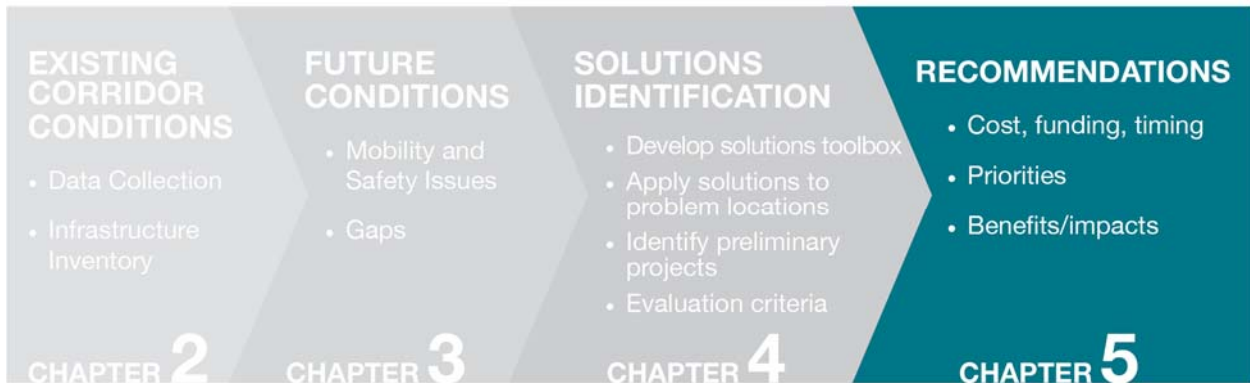 EXISTING
CORRIDOR
CONDITIONS
• Data Collection
• Infrastructure
Inventory
CHAPTER 2
FUTURE
CONDITIONS
• Mobility and
Safety Issues
• Gaps
CHAPTER 3
SOLUTIONS
IDENTIFICATION
• Develop solutions toolbox
• Apply solutions to
problem locations
• Identify preliminary
projects
• Evaluation criteria
CHAPTER 4
RECOMMENDATIONS
• Cost, funding, timing
• Priorities
• Benefits/impacts
CHAPTER 5